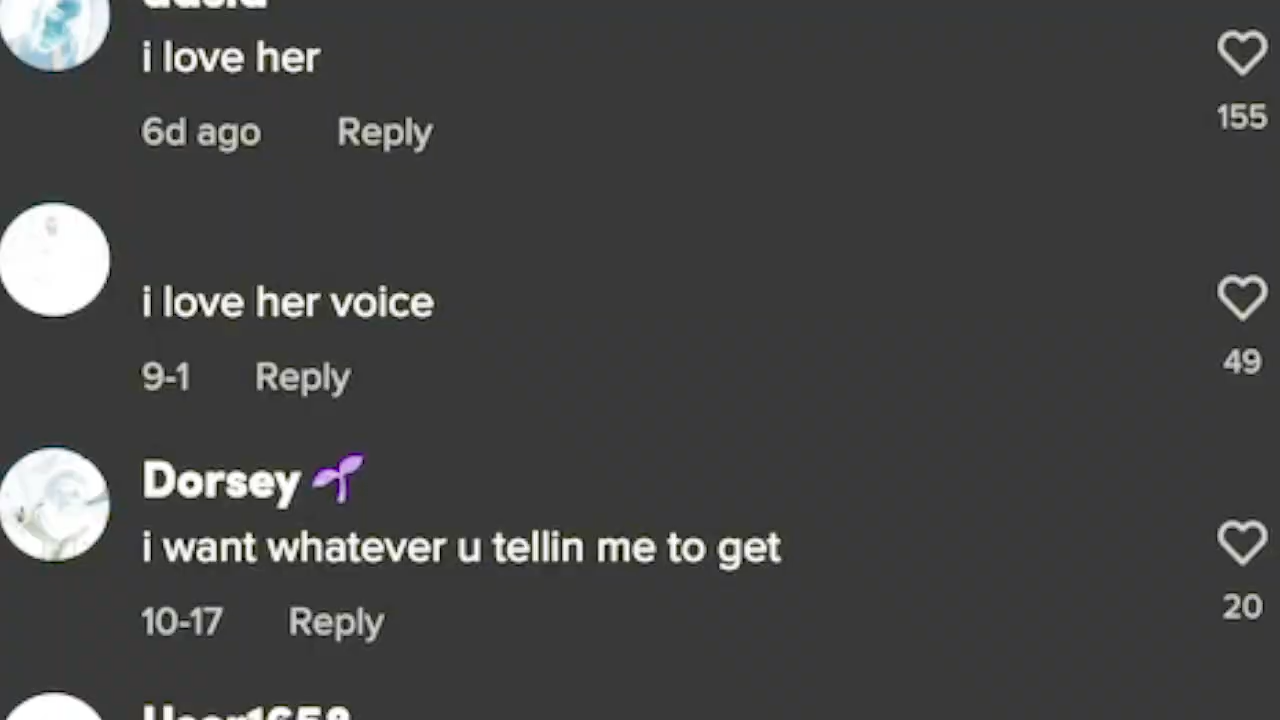 i love her
155
6d ago Reply
i love her voice
49
9-1 Reply
Dorsey
i want whatever u tellin me to get
20
10-17 Reply
User1658